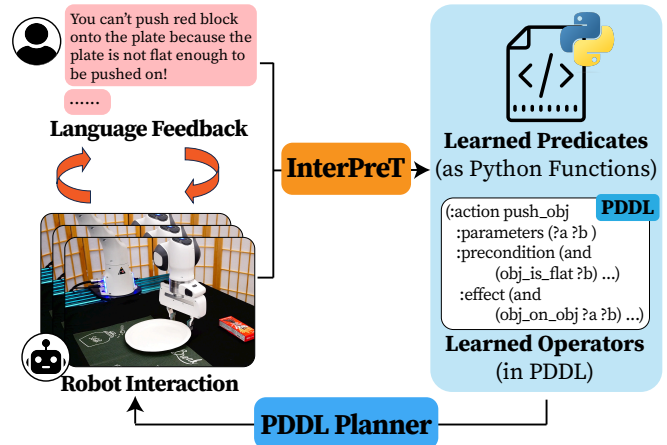 You can't push red block
onto the plate because the
plate is not flat enough to
be pushed on!
......
Language Feedback
InterPreT
</>
Learned Predicates
(as Python Functions)
PDDL
(:action push_obj
:parameters (?a ?b )
:precondition (and
(obj_is_flat ?b) ...)
:effect (and
(obj_on_obj ?a ?b) ...)
Learned Operators
(in PDDL)
Robot Interaction
PDDL Planner